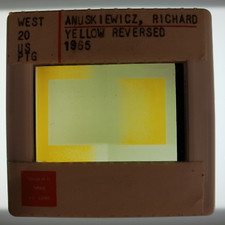 WEST ANUSKIEWICZ, RICHARD
20 YELLOW REVERSED
US 1965
PTG